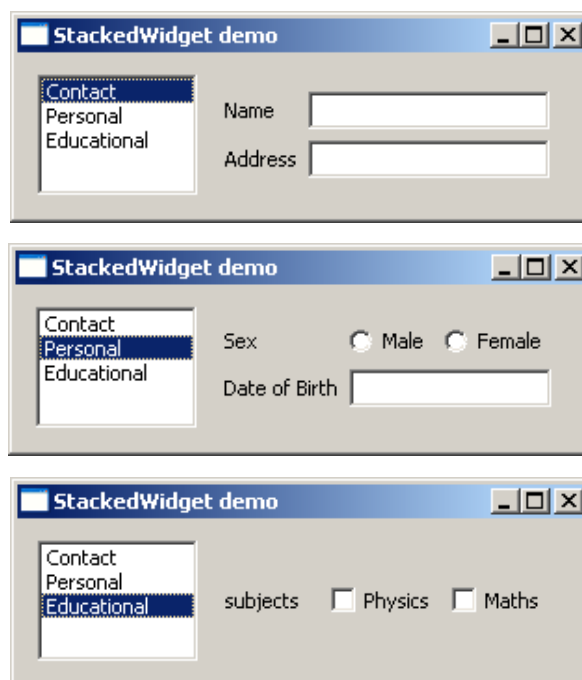 StackedWidget demo
Contact
Personal
Educational
Name
Address
StackedWidget demo
Contact
Personal
Educational
Sex Male Female
Date of Birth
StackedWidget demo
Contact
Personal
Educational
subjects Physics Maths